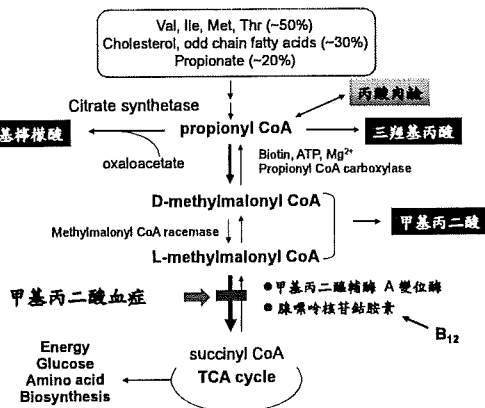 Val, Ile, Met, Thr (~50%)
Cholesterol, odd chain fatty acids (~30%)
Propionate (~20%)
Citrate synthetase
丙酸肉鹼
基檸檬酸
propionyl CoA
三羥基丙酸
oxaloacetate
Biotin, ATP, Mg²⁺
Propionyl CoA carboxylase
D-methylmalonyl CoA
甲基丙二酸
Methylmalonyl CoA racemase
L-methylmalonyl CoA
甲基丙二酸血症
●甲基丙二醯輔酶 A 變位酶
●腺嘌呤核苷鈷胺素
B₁₂
succinyl CoA
TCA cycle
Energy
Glucose
Amino acid
Biosynthesis